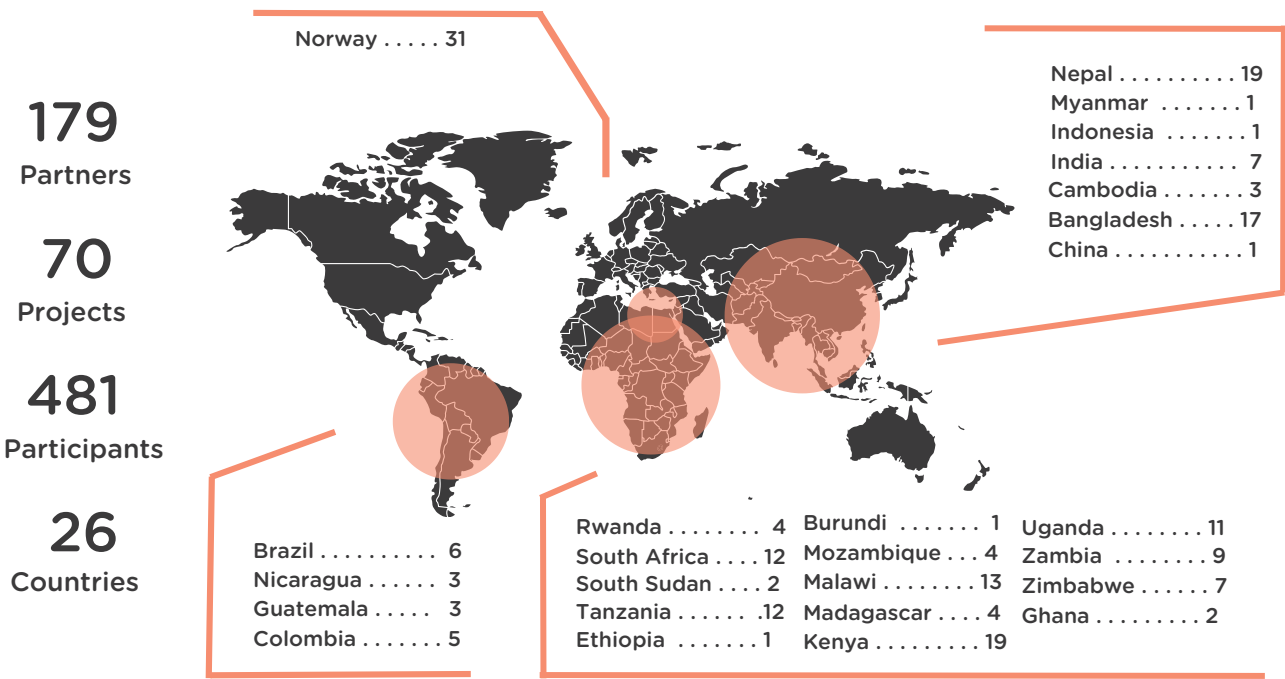 Norway ..... 31
179
Partners
70
Projects
481
Participants
26
Countries
Nepal .......... 19
Myanmar ....... 1
Indonesia ....... 1
India ........... 7
Cambodia ....... 3
Bangladesh ..... 17
China ........... 1
Brazil .......... 6
Nicaragua ...... 3
Guatemala ..... 3
Colombia ....... 5
Rwanda ........ 4
South Africa .... 12
South Sudan .. 2
Tanzania ....... .12
Ethiopia ....... 1
Burundi ....... 1
Mozambique ... 4
Malawi ........ 13
Madagascar .... 4
Kenya ......... 19
Uganda ........ 11
Zambia ........ 9
Zimbabwe ..... 7
Ghana ......... 2